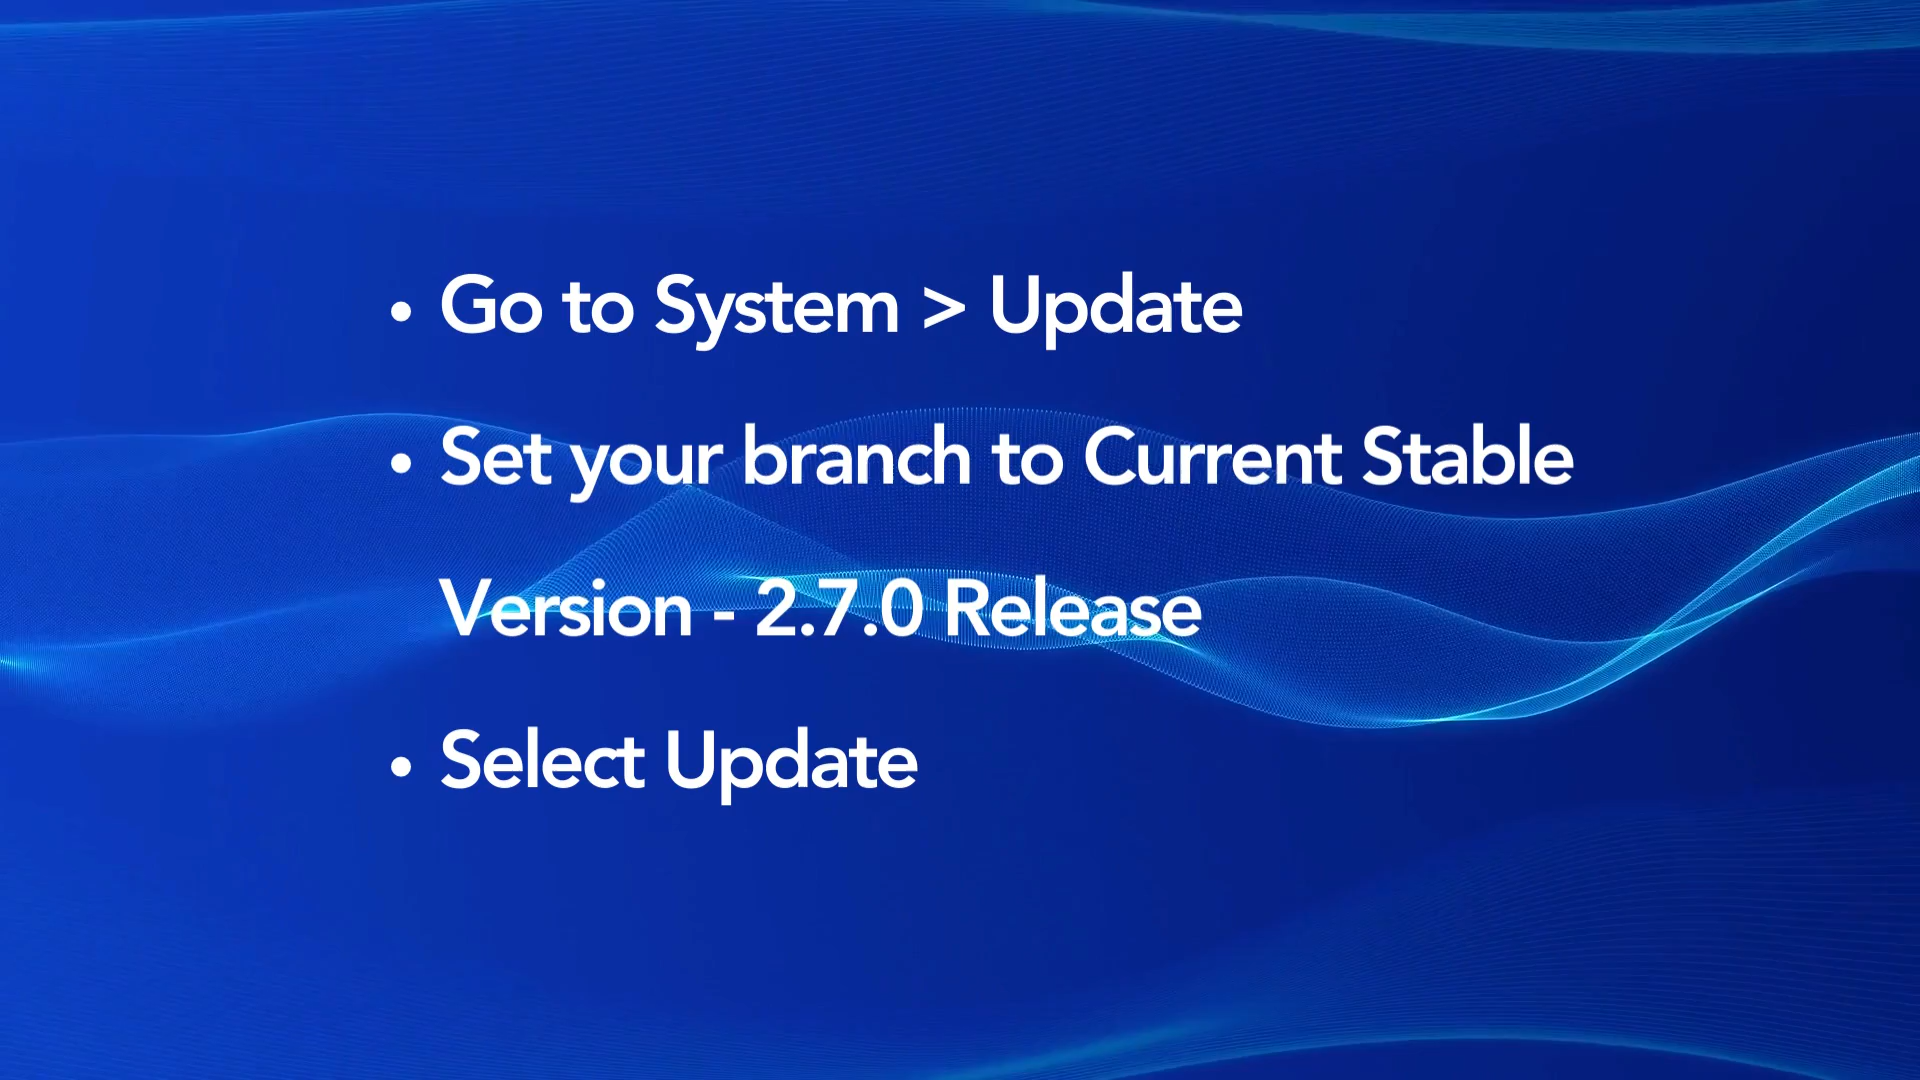 • Go to System > Update
• Set your branch to Current Stable
Version - 2.7.0 Release
• Select Update